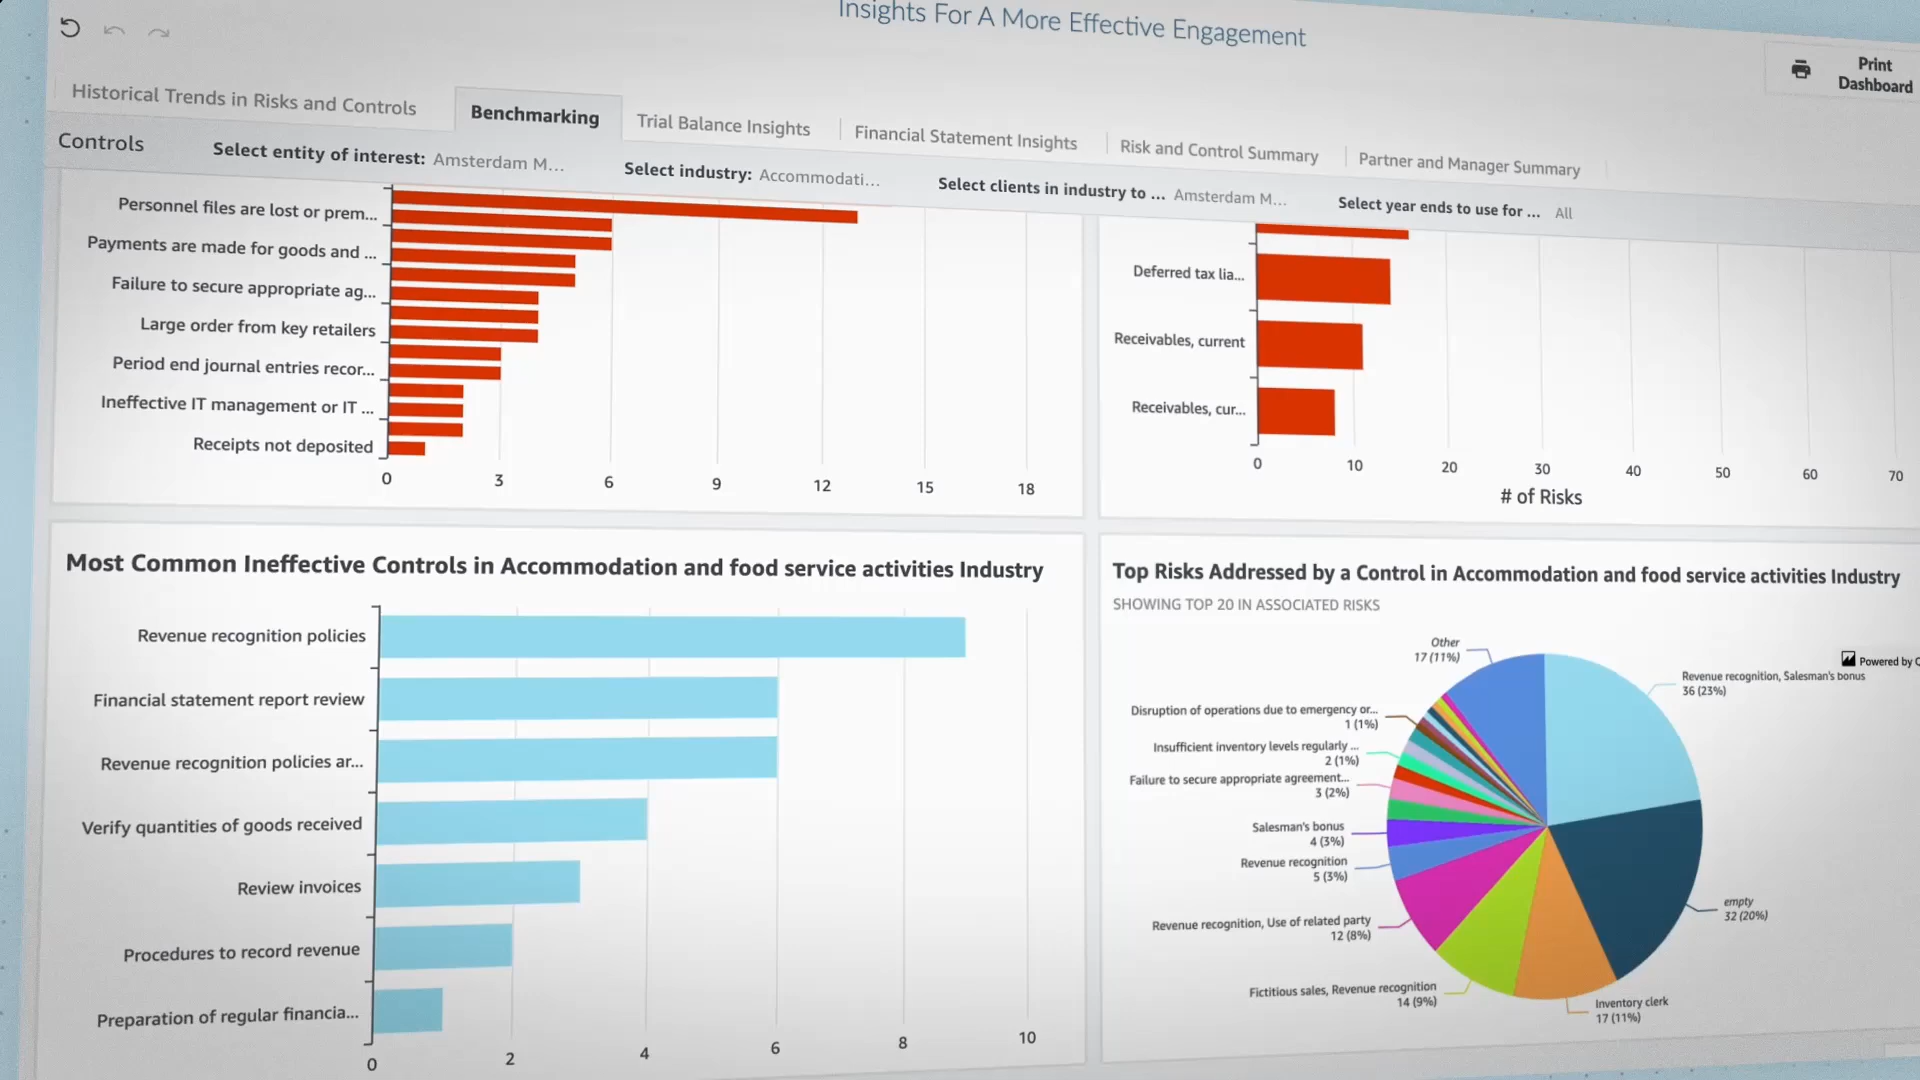 Insights For A More Effective Engagement
Print
Dashboard
Historical Trends in Risks and Controls
Benchmarking
Trial Balance Insights
Financial Statement Insights
Risk and Control Summary
Partner and Manager Summary
Controls
Select entity of interest: Amsterdam M...
Select industry: Accommodati...
Select clients in industry to ... Amsterdam M...
Select year ends to use for ... All
Personnel files are lost or prem...
Payments are made for goods and ...
Failure to secure appropriate ag...
Large order from key retailers
Period end journal entries recor...
Ineffective IT management or IT ...
Receipts not deposited
0 3 6 9 12 15 18
Deferred tax lia...
Receivables, current
Receivables, cur...
0 10 20 30 40 50 60 70
# of Risks
Most Common Ineffective Controls in Accommodation and food service activities Industry
Revenue recognition policies
Financial statement report review
Revenue recognition policies ar...
Verify quantities of goods received
Review invoices
Procedures to record revenue
Preparation of regular financia...
0 2 4 6 8 10
Top Risks Addressed by a Control in Accommodation and food service activities Industry
SHOWING TOP 20 IN ASSOCIATED RISKS
Other
17 (11%)
Powered by
Revenue recognition, Salesman's bonus
36 (23%)
Disruption of operations due to emergency or...
1 (1%)
Insufficient inventory levels regularly ...
2 (1%)
Failure to secure appropriate agreement...
3 (2%)
Salesman's bonus
4 (3%)
Revenue recognition
5 (3%)
empty
32 (20%)
Revenue recognition, Use of related party
12 (8%)
Fictitious sales, Revenue recognition
14 (9%)
Inventory clerk
17 (11%)